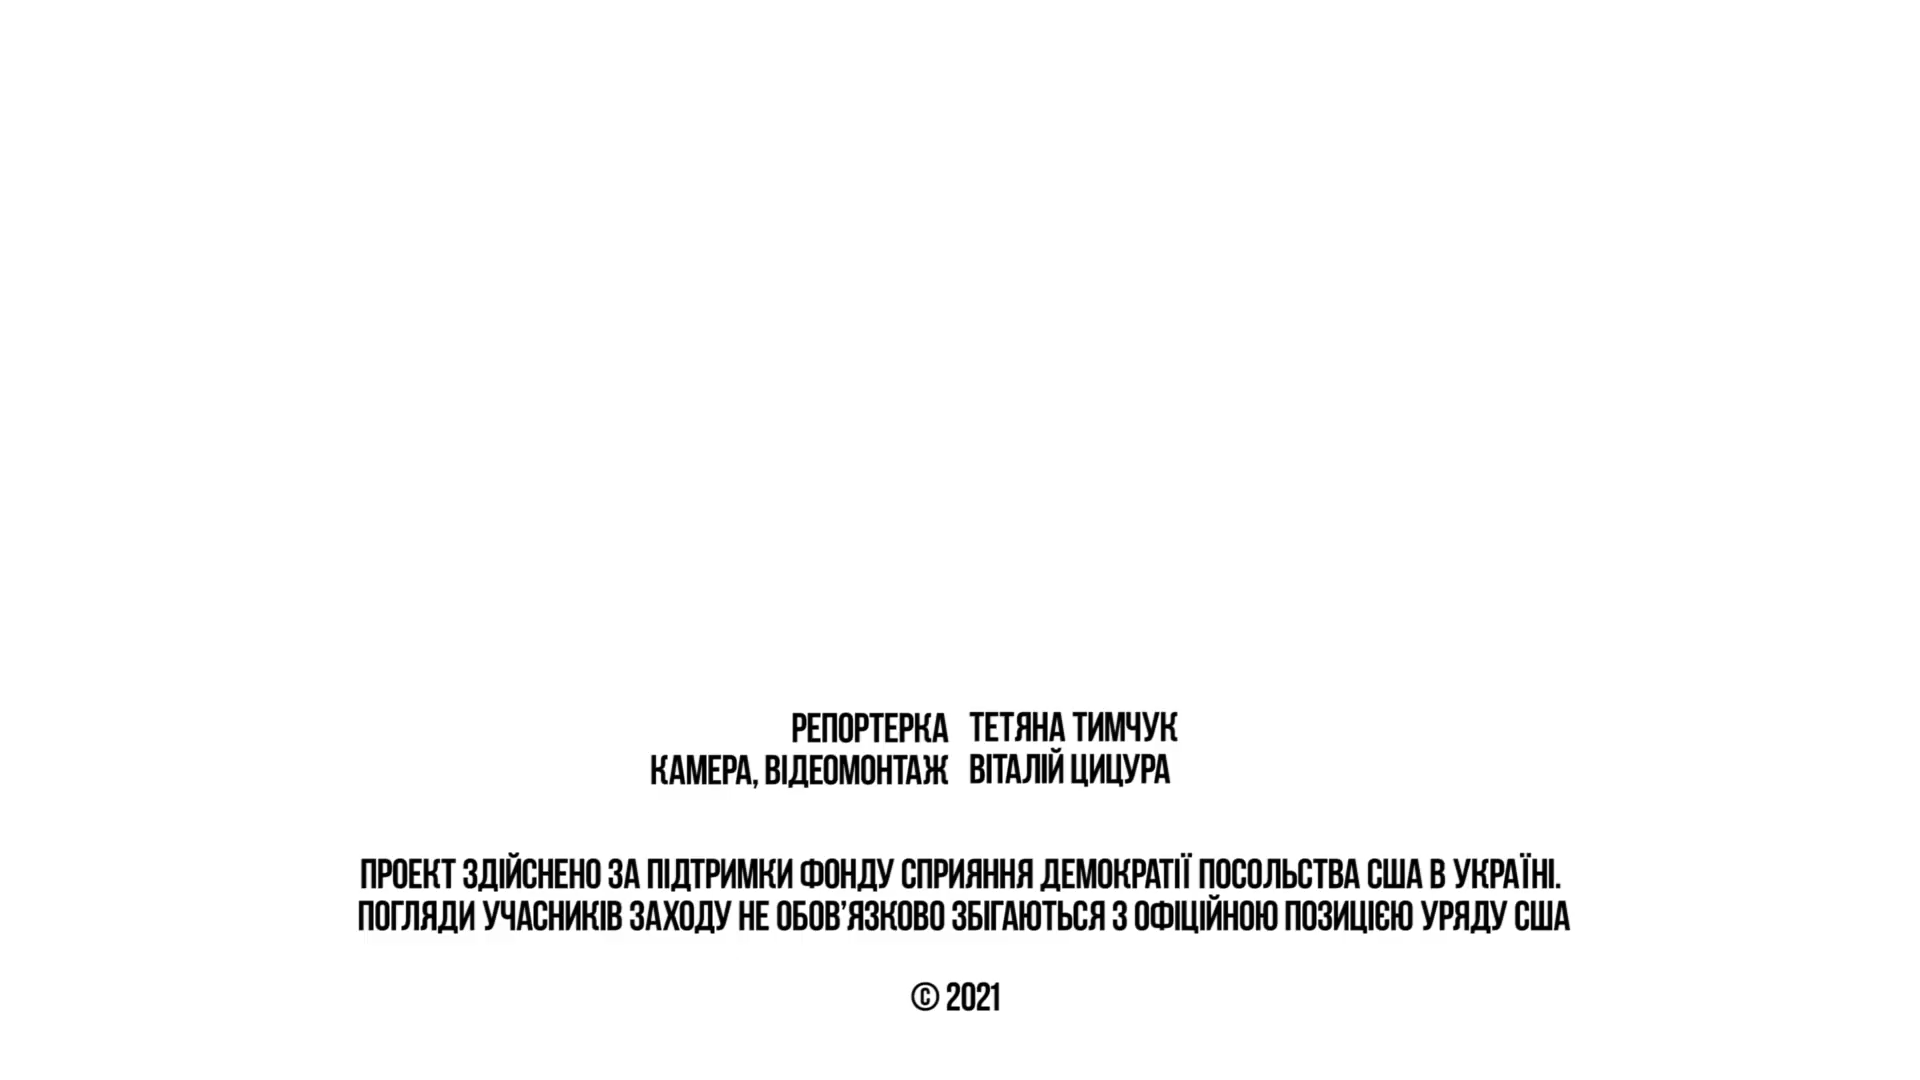 РЕПОРТЕРКА ТЕТЯНА ТИМЧУК
КАМЕРА, ВІДЕОМОНТАЖ ВІТАЛІЙ ЦИЦУРА
ПРОЕКТ ЗДІЙСНЕНО ЗА ПІДТРИМКИ ФОНДУ СПРИЯННЯ ДЕМОКРАТІЇ ПОСОЛЬСТВА США В УКРАЇНІ.
ПОГЛЯДИ УЧАСНИКІВ ЗАХОДУ НЕ ОБОВ’ЯЗКОВО ЗБІГАЮТЬСЯ З ОФІЦІЙНОЮ ПОЗИЦІЄЮ УРЯДУ США
© 2021